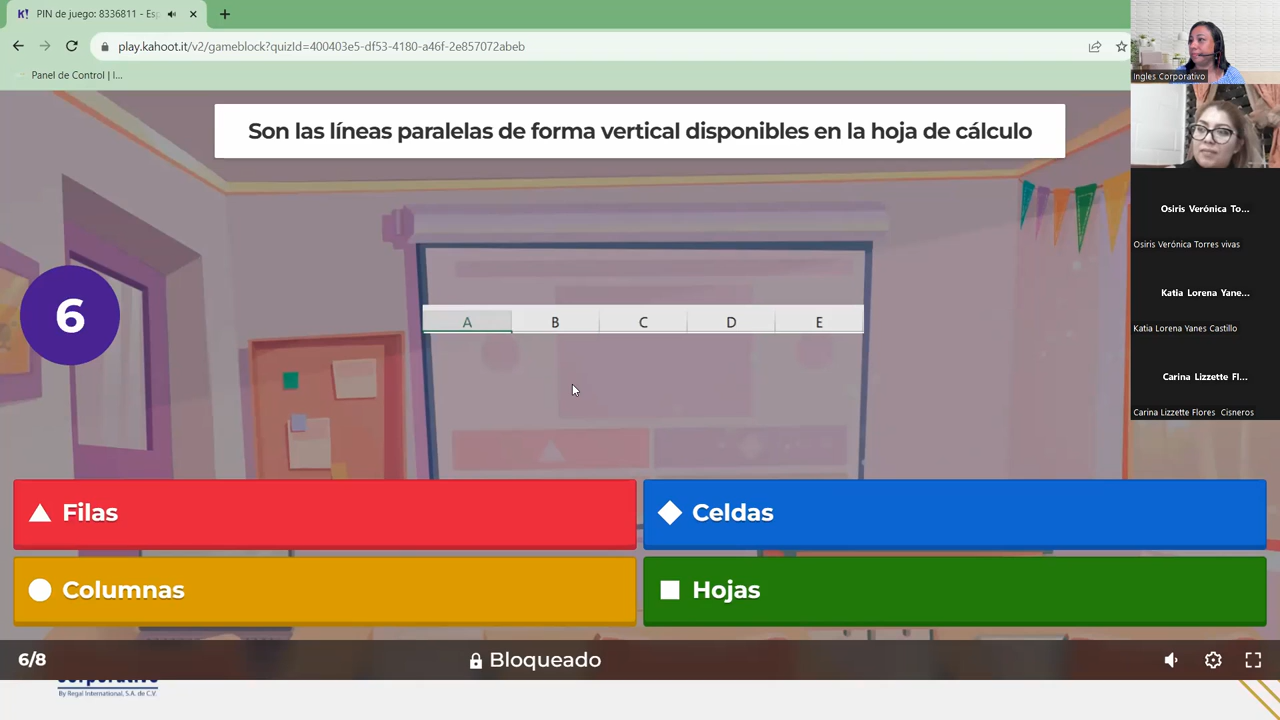 PIN de juego: 8336811 - Es
play.kahoot.it/v2/gameblock?quizId=400403e5-df53-4180-a46f-2e857072abeb
Panel de Control | I...
Ingles Corporativo
Son las líneas paralelas de forma vertical disponibles en la hoja de cálculo
Osiris Verónica To...
Osiris Verónica Torres vivas
6
Katia Lorena Yane...
Katia Lorena Yanes Castillo
A B C D E
Carina Lizzette Fl...
Carina Lizzette Flores Cisneros
Filas
Celdas
Columnas
Hojas
6/8
Bloqueado
By Regal International, S.A. de C.V.